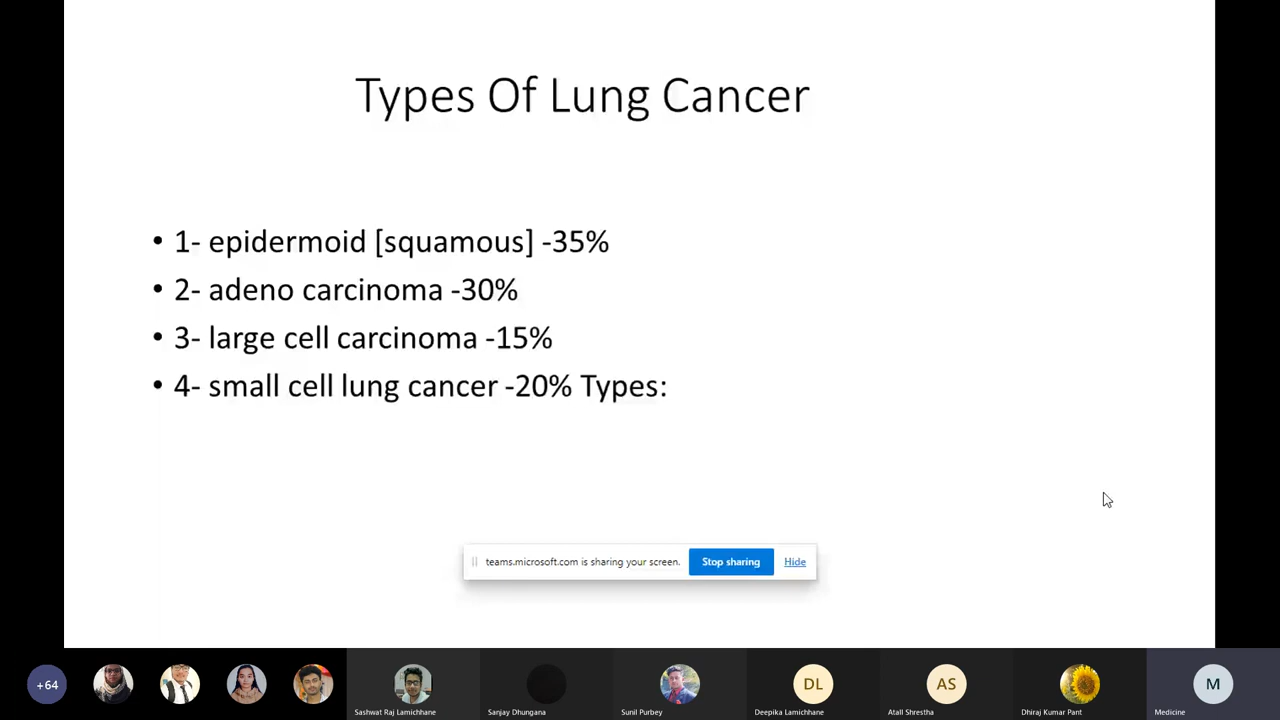 Types Of Lung Cancer
• 1- epidermoid [squamous] -35%
• 2- adeno carcinoma -30%
• 3- large cell carcinoma -15%
• 4- small cell lung cancer -20% Types:
teams.microsoft.com is sharing your screen. Stop sharing Hide
+64 DL AS M
Sashwat Raj Lamichhane Sanjay Dhungana Sunil Purbey Deepika Lamichhane Atall Shrestha Dhiraj Kumar Pant Medicine